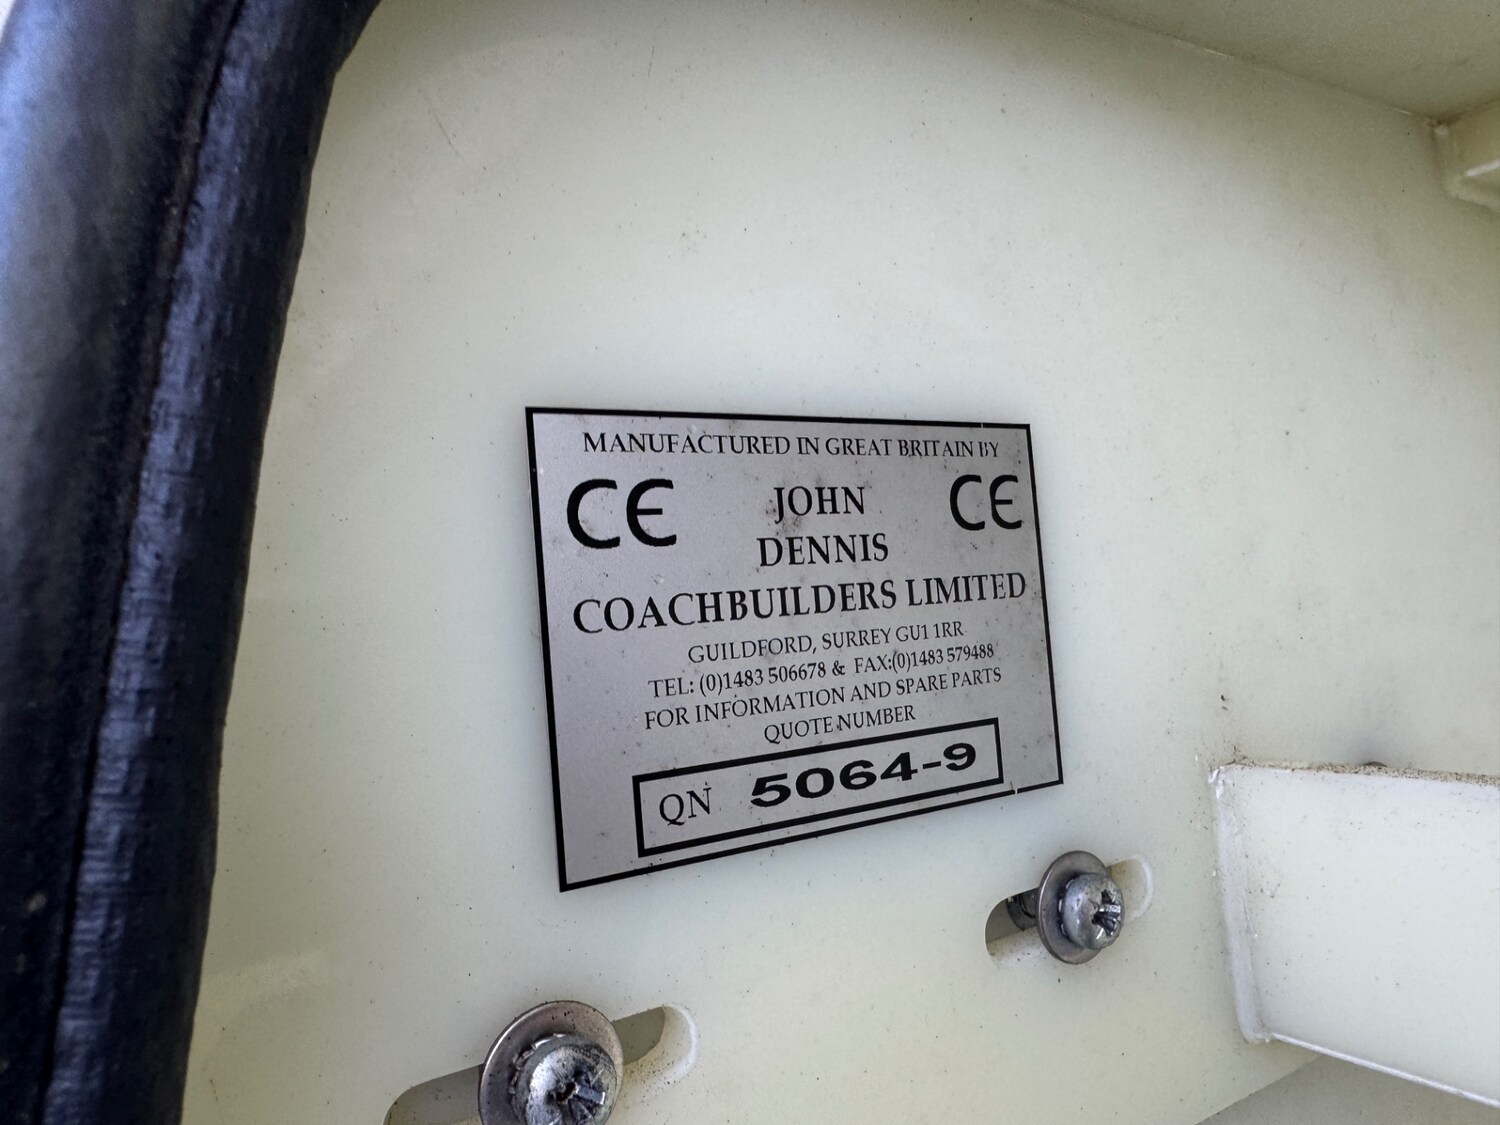 MANUFACTURED IN GREAT BRITAIN BY
CE JOHN CE
DENNIS
COACHBUILDERS LIMITED
GUILDFORD, SURREY GU1 1RR
TEL: (0)1483 506678 & FAX:(0)1483 579488
FOR INFORMATION AND SPARE PARTS
QUOTE NUMBER
QN 5064-9